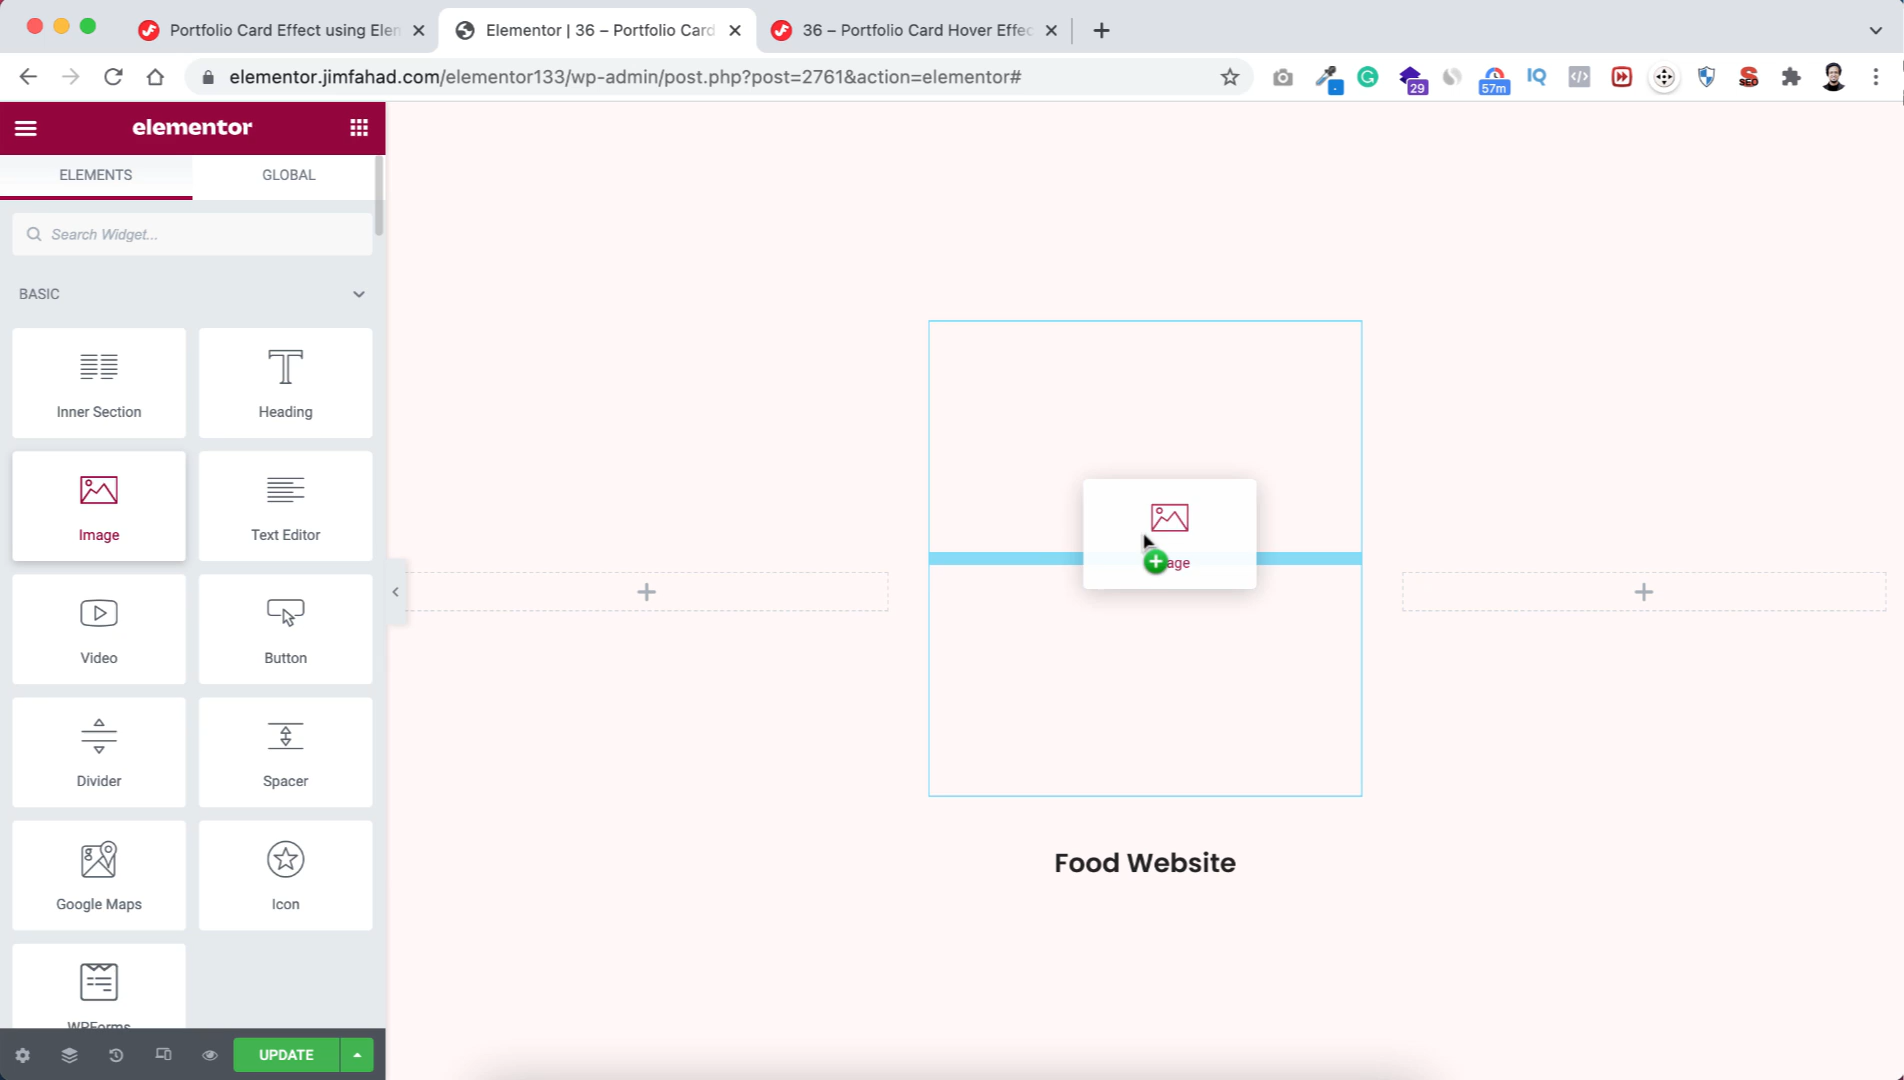 Portfolio Card Effect using Elen
Elementor | 36 – Portfolio Card
36 – Portfolio Card Hover Effec
elementor.jimfahad.com/elementor133/wp-admin/post.php?post=2761&action=elementor#
29
57m
IQ
SEO
elementor
ELEMENTS
GLOBAL
Search Widget...
BASIC
Inner Section
Heading
Image
Text Editor
Video
Button
Divider
Spacer
Google Maps
Icon
WPForms
UPDATE
age
Food Website